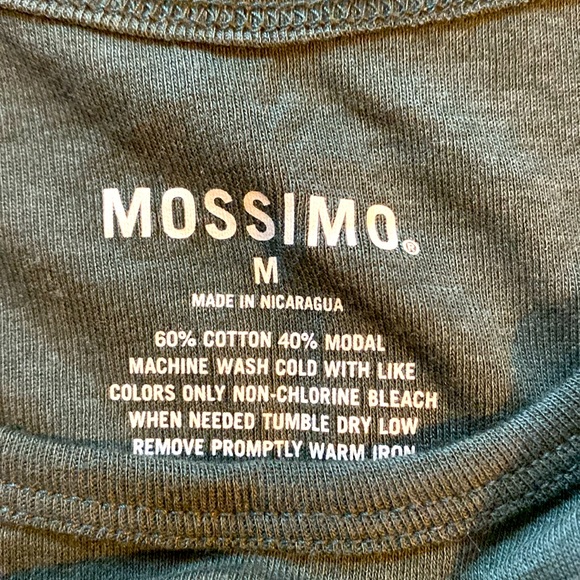 MOSSIMO®
M
MADE IN NICARAGUA
60% COTTON 40% MODAL
MACHINE WASH COLD WITH LIKE
COLORS ONLY NON-CHLORINE BLEACH
WHEN NEEDED TUMBLE DRY LOW
REMOVE PROMPTLY WARM IRON